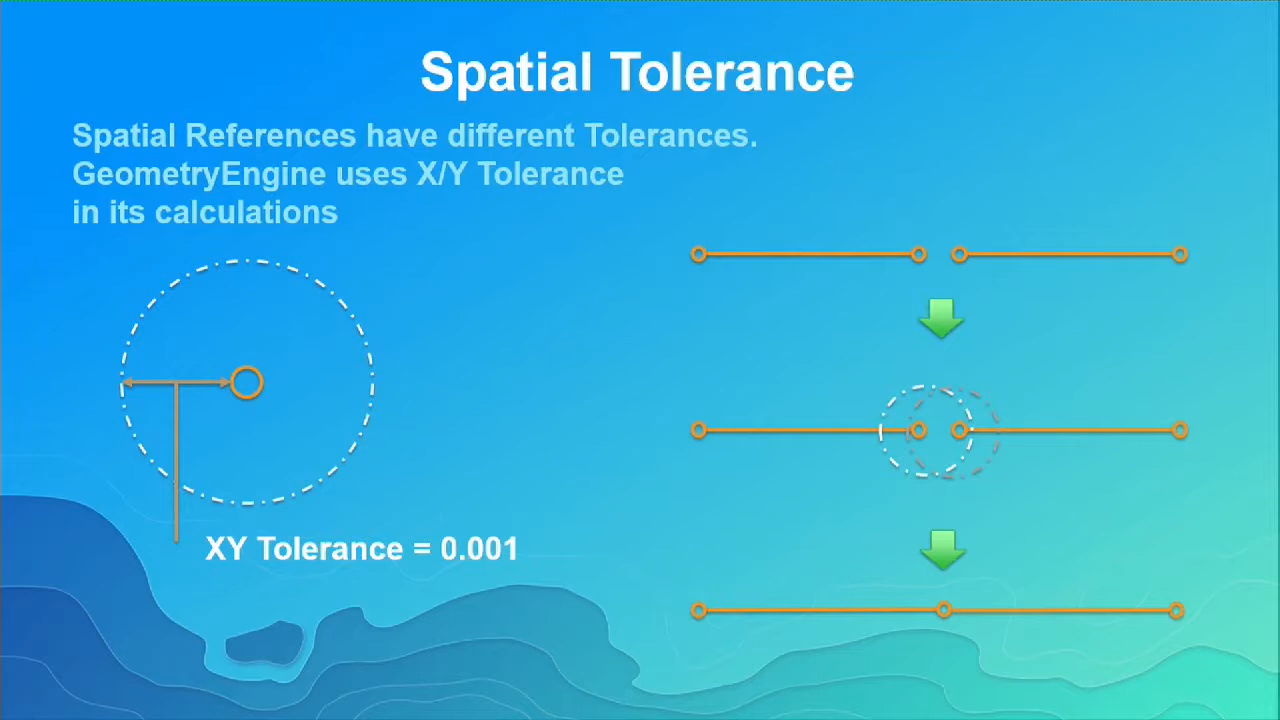 Spatial Tolerance
Spatial References have different Tolerances.
GeometryEngine uses X/Y Tolerance
in its calculations
XY Tolerance = 0.001